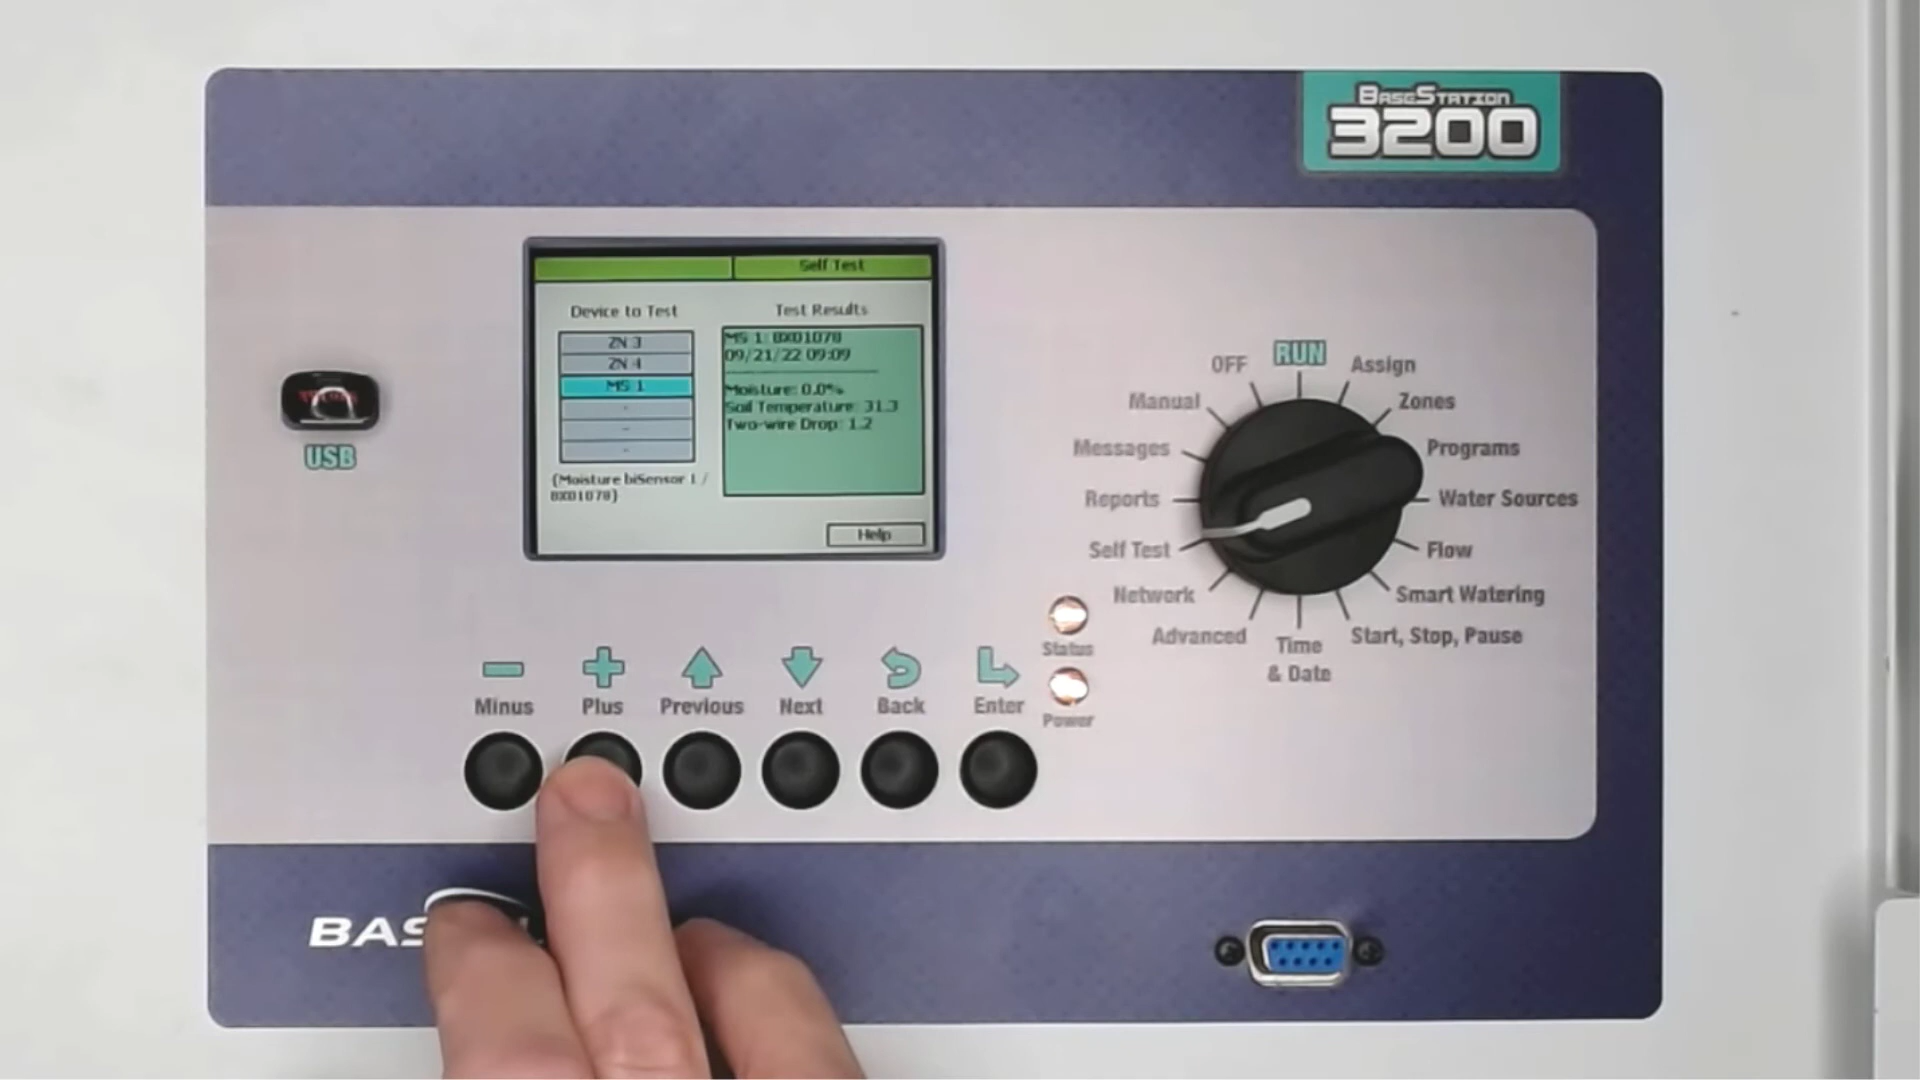 BASESTATION
3200
Self Test
Device to Test
Test Results
ZN 3
ZN 4
MS 1
-
-
-
(Moisture biSensor 1 /
BX01078)
MS 1: BX01078
09/21/22 09:09
Moisture: 0.0%
Soil Temperature: 31.3
Two-wire Drop: 1.2
Help
USB
OFF
RUN
Assign
Manual
Zones
Messages
Programs
Reports
Water Sources
Self Test
Flow
Network
Smart Watering
Advanced
Time
& Date
Start, Stop, Pause
Status
Power
Minus
Plus
Previous
Next
Back
Enter